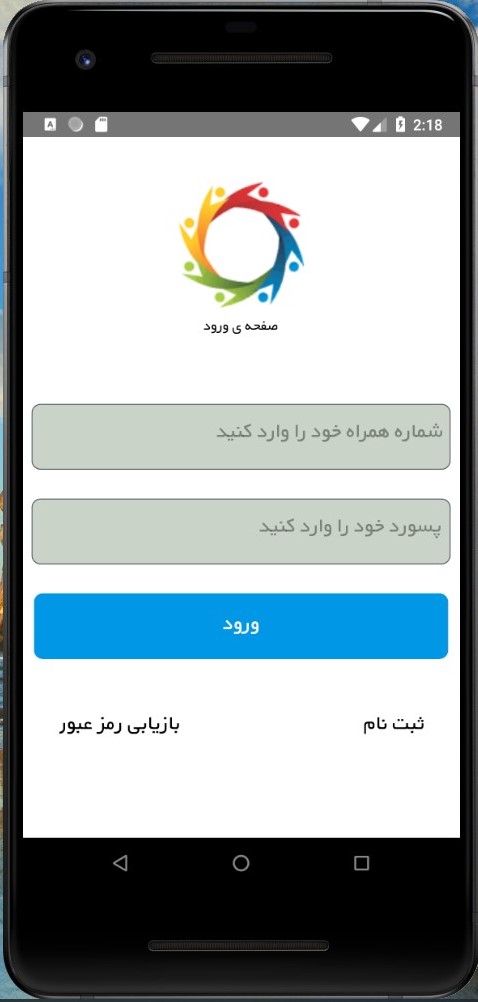 2:18
صفحه ی ورود
شماره همراه خود را وارد کنید
پسورد خود را وارد کنید
ورود
ثبت نام
بازیابی رمز عبور